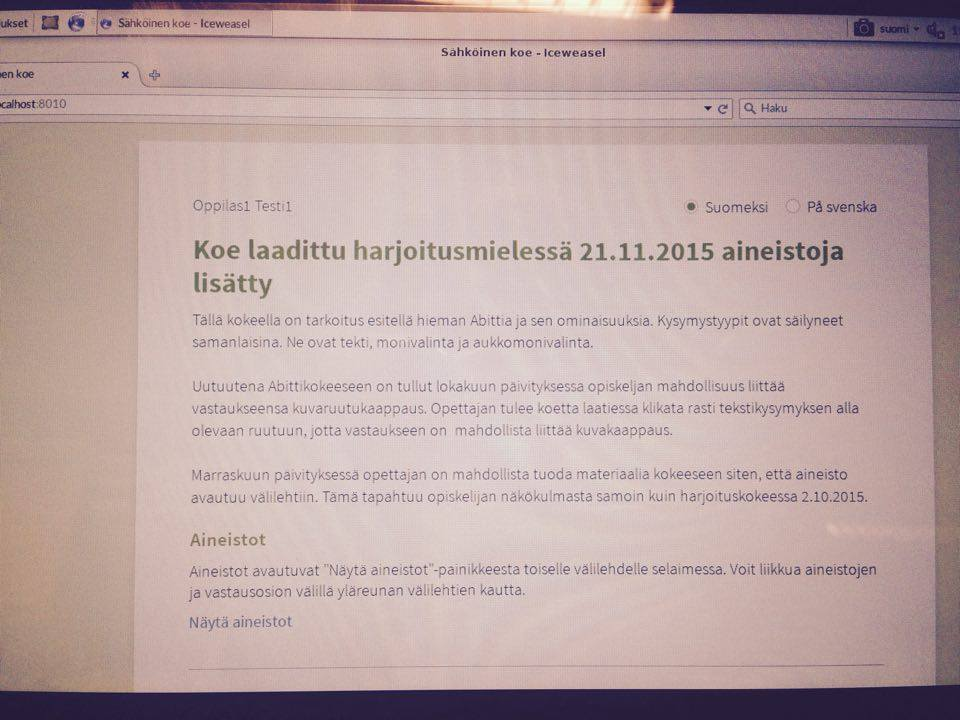 ukset Sähköinen koe - Iceweasel suomi
Sähköinen koe - Iceweasel
en koe
calhost:8010 Haku
Oppilas1 Testi1 Suomeksi På svenska
Koe laadittu harjoitusmielessä 21.11.2015 aineistoja
lisätty
Tällä kokeella on tarkoitus esitellä hieman Abittia ja sen ominaisuuksia. Kysymystyypit ovat säilyneet
samanlaisina. Ne ovat tekti, monivalinta ja aukkomonivalinta.
Uutuutena Abittikokeeseen on tullut lokakuun päivityksessa opiskeljan mahdollisuus liittää
vastaukseensa kuvaruutukaappaus. Opettajan tulee koetta laatiessa klikata rasti tekstikysymyksen alla
olevaan ruutuun, jotta vastaukseen on mahdollista liittää kuvakaappaus.
Marraskuun päivityksessä opettajan on mahdollista tuoda materiaalia kokeeseen siten, että aineisto
avautuu välilehtiin. Tämä tapahtuu opiskelijan näkökulmasta samoin kuin harjoituskokeessa 2.10.2015.
Aineistot
Aineistot avautuvat "Näytä aineistot"-painikkeesta toiselle välilehdelle selaimessa. Voit liikkua aineistojen
ja vastausosion välillä yläreunan välilehtien kautta.
Näytä aineistot